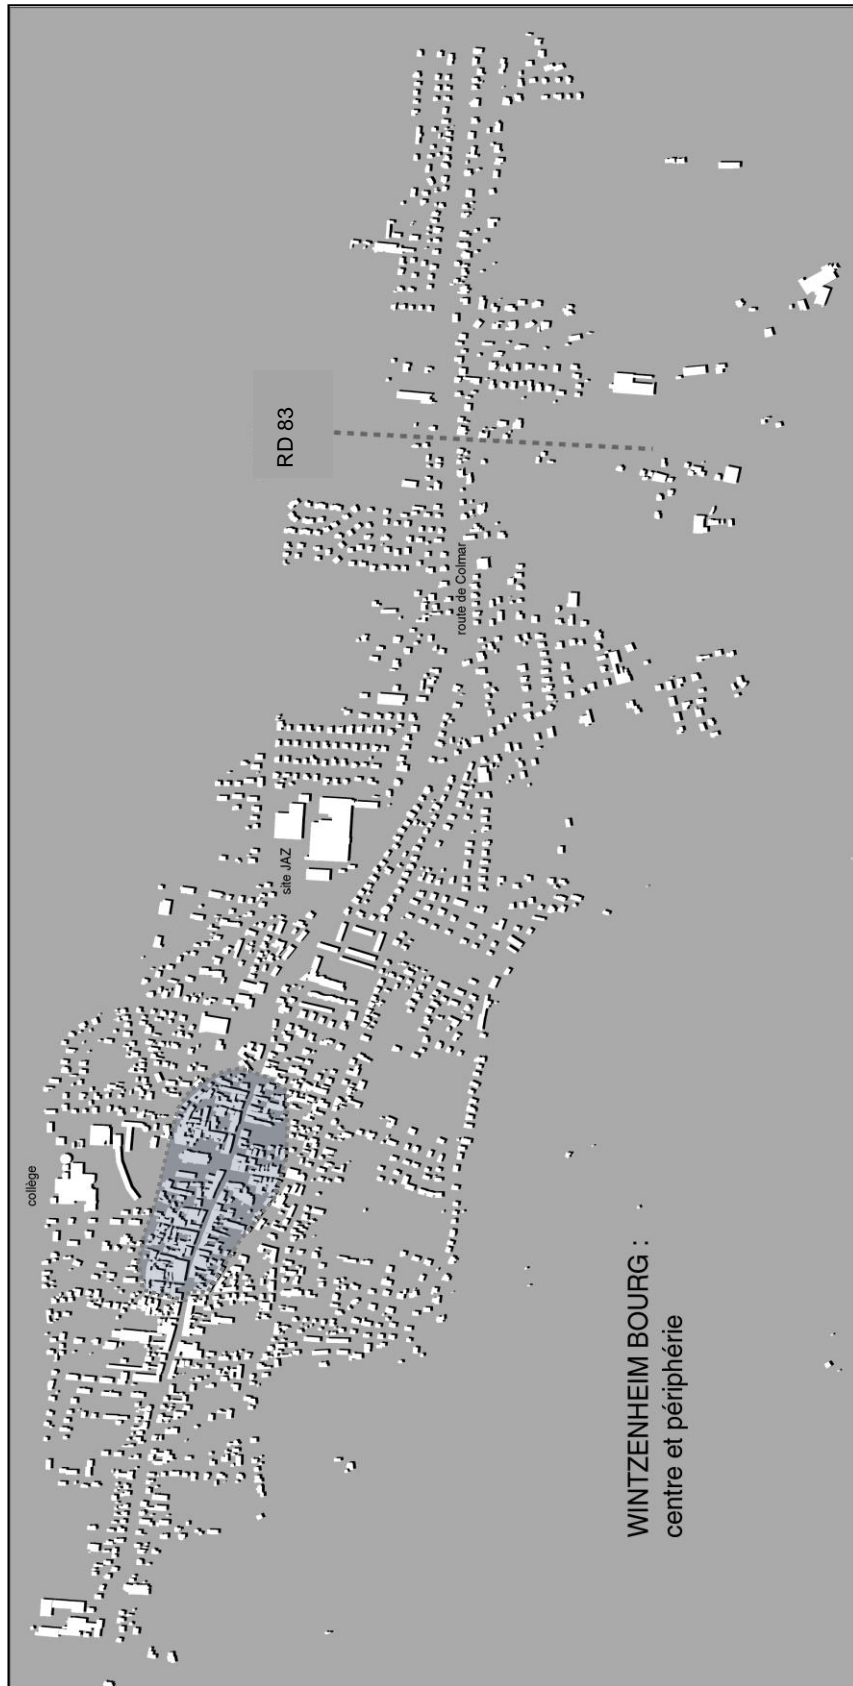 collège
site JAZ
route de Colmar
RD 83
WINTZENHEIM BOURG :
centre et périphérie